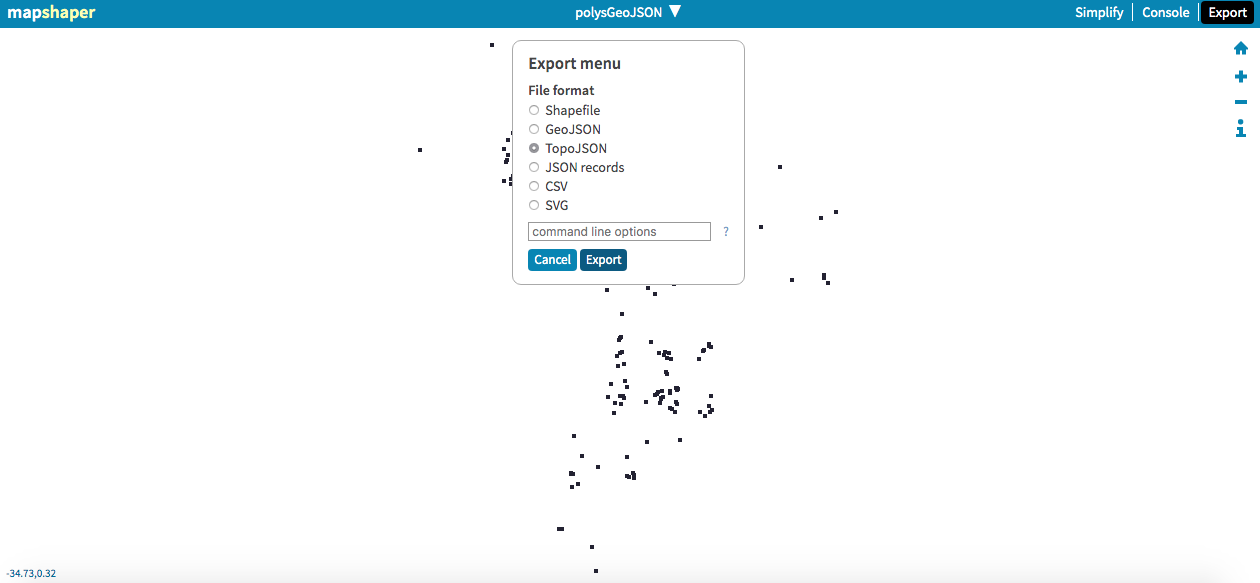 mapshaper
polysGeoJSON ▼
Simplify
Console
Export
Export menu
File format
Shapefile
GeoJSON
TopoJSON
JSON records
CSV
SVG
command line options
?
Cancel
Export
-34.73,0.32